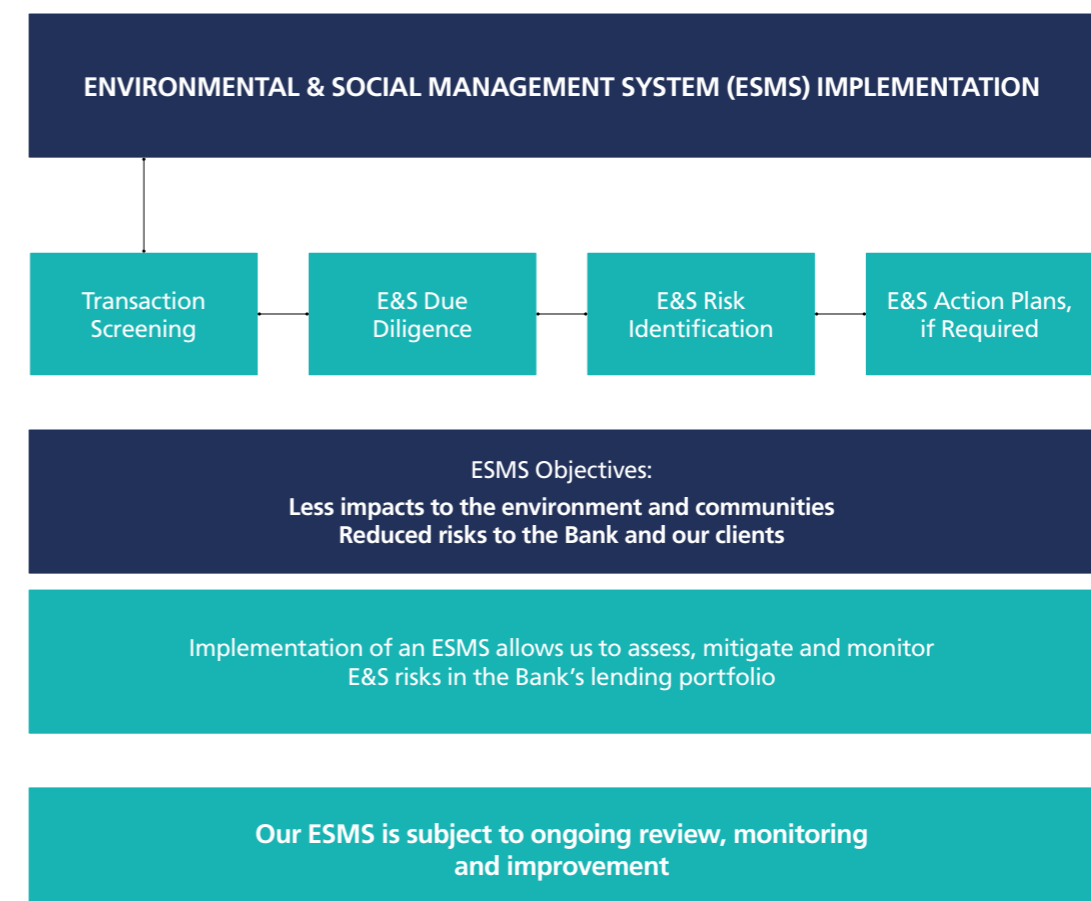 ENVIRONMENTAL & SOCIAL MANAGEMENT SYSTEM (ESMS) IMPLEMENTATION
Transaction
Screening
E&S Due
Diligence
E&S Risk
Identification
E&S Action Plans,
if Required
ESMS Objectives:
Less impacts to the environment and communities
Reduced risks to the Bank and our clients
Implementation of an ESMS allows us to assess, mitigate and monitor
E&S risks in the Bank’s lending portfolio
Our ESMS is subject to ongoing review, monitoring
and improvement